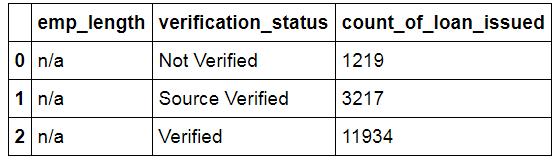 emp_length verification_status count_of_loan_issued
0 n/a Not Verified 1219
1 n/a Source Verified 3217
2 n/a Verified 11934